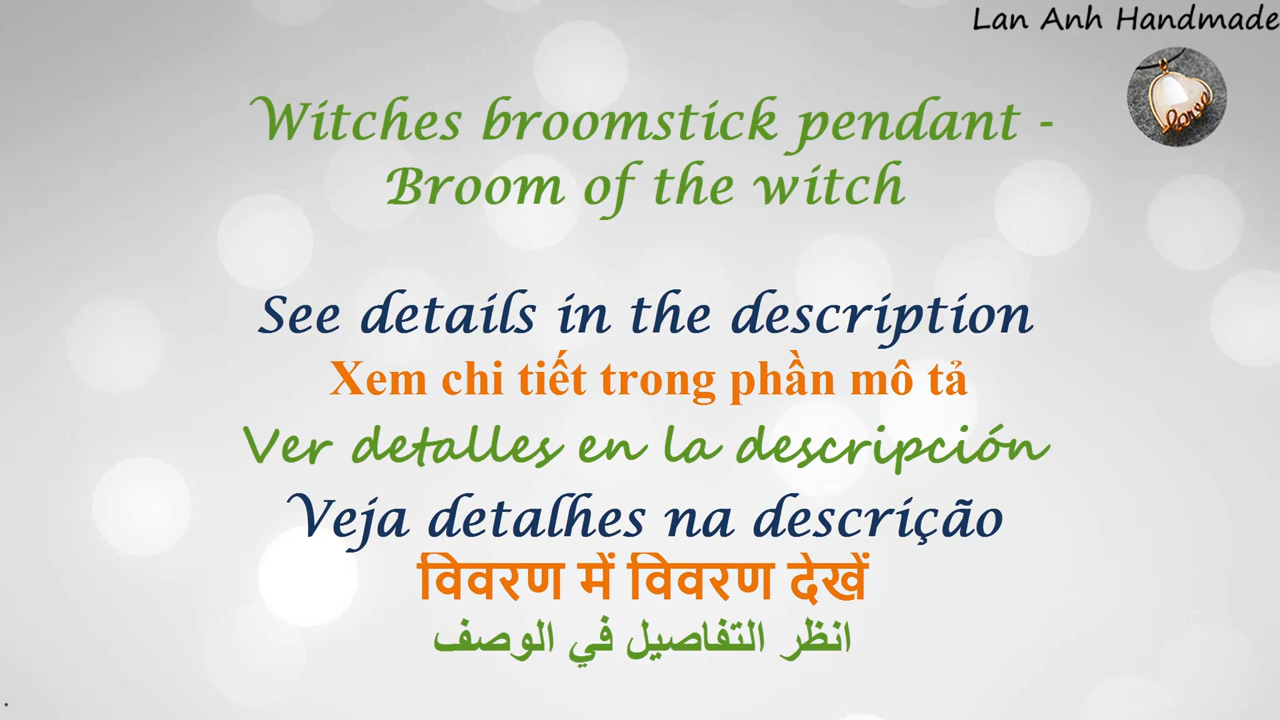 Lan Anh Handmade
love
Witches broomstick pendant -
Broom of the witch
See details in the description
Xem chi tiết trong phần mô tả
Ver detalles en la descripción
Veja detalhes na descrição
विवरण में विवरण देखें
انظر التفاصيل في الوصف